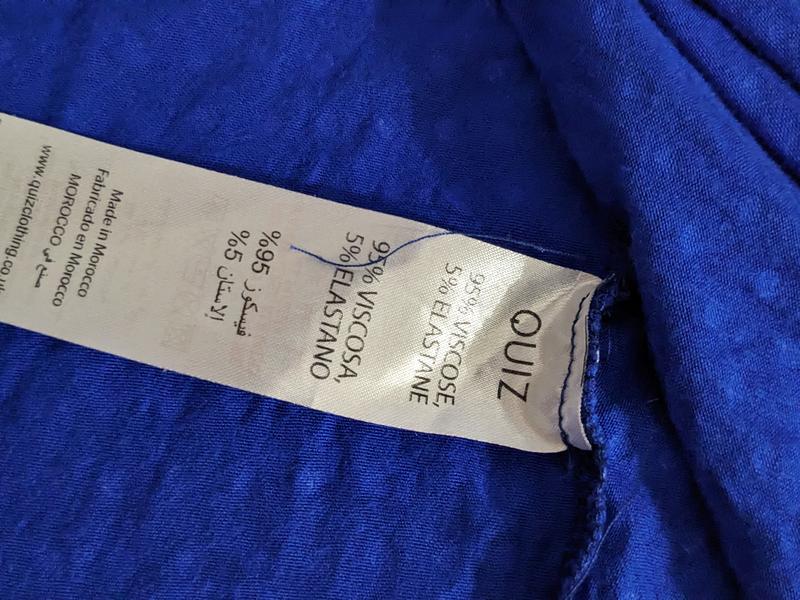 QUIZ
95% VISCOSE,
5% ELASTANE
95% VISCOSA,
5% ELASTANO
%95 فيسكوز
%5 الاستان
Made in Morocco
Fabricado en Morocco
MOROCCO صنع في
www.quizclothing.co.uk